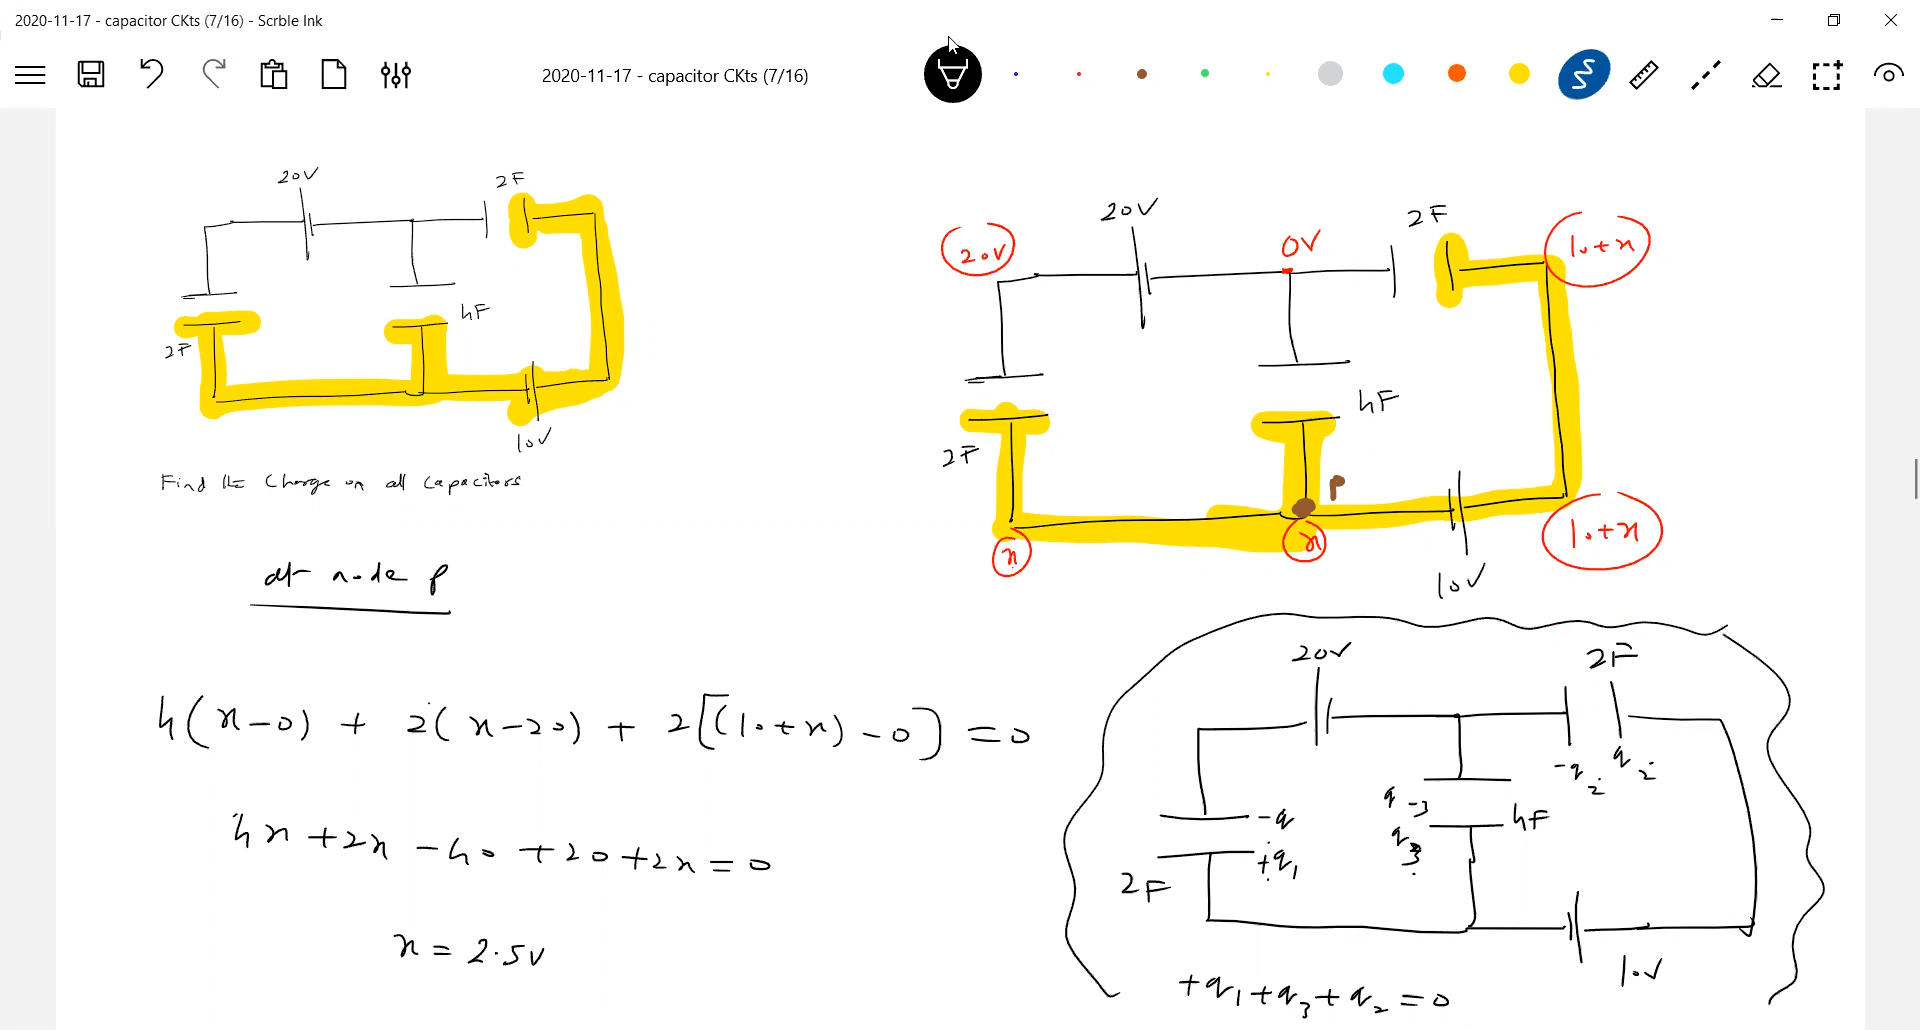 2020-11-17 - capacitor CKts (7/16) - Scrble Ink
2020-11-17 - capacitor CKts (7/16)
20V
2F
4F
2F
10V
Find the Charge on all Capacitors
20V
2F
20V
0V
10+x
4F
2F
P
x
x
10+x
10V
at node P
4(x-0) + 2(x-20) + 2[(10+x)-0] = 0
4x+2x-40+20+2x=0
x = 2.5V
20V
2F
-q2
q2
-q
+q1
q-3
q3
4F
2F
10V
+q1+q3+q2=0